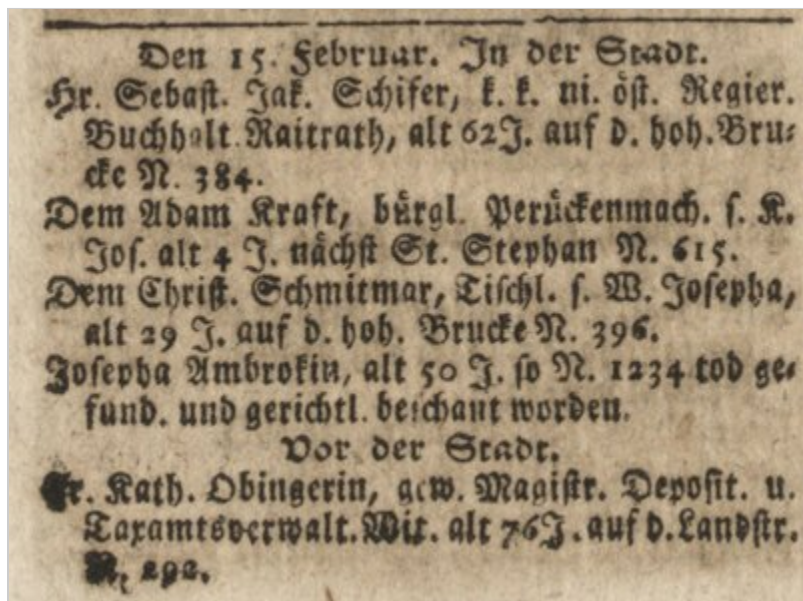 Den 15. Februar. In der Stadt.
Hr. Sebast. Jak. Schifer, k. k. ni. öst. Regier.
Buchhalt. Raitrath, alt 62 J. auf d. hoh. Bru-
cke N. 384.
Dem Adam Kraft, bürgl. Perückenmach. s. K.
Jos. alt 4 J. nächst St. Stephan N. 615.
Dem Christ. Schmitmar, Tischl. s. W. Josepha,
alt 29 J. auf d. hoh. Brucke N. 396.
Josepha Ambrokin, alt 50 J. so N. 1234 tod ge-
fund. und gerichtl. beschant worden.
Vor der Stadt.
Fr. Kath. Obingerin, gew. Magistr. Deposit. u.
Taxamtsverwalt. Wit. alt 76 J. auf d. Landstr.
N. 292.